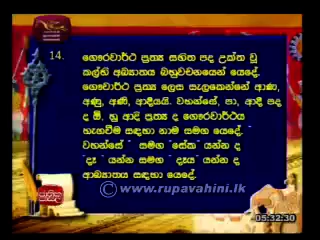 14. ගෞරවාර්ථ ප්‍රත්‍ය සහිත පද උක්ත වූ
කල්හි අඛ්‍යාතය බහුවචනයෙන් යෙදේ.
ගෞරවාර්ථ ප්‍රත්‍ය ලෙස සැලකෙන්නේ ආණ,
අණු, අණි, ආදියයි. වහන්සේ, පා, ආදී පද
ද ඕ, හු ආදි ප්‍රත්‍ය ද ගෞරවාර්ථය
හැගවීම සඳහා නාම සමග යෙදේ. "
වහන්සේ " සමග "සේක" යන්න ද
"දෑ" යන්න සමග " දෑය" යන්න ද
ආඛ්‍යාතය සඳහා යෙදේ.
©www.rupavahini.lk
05:32:30